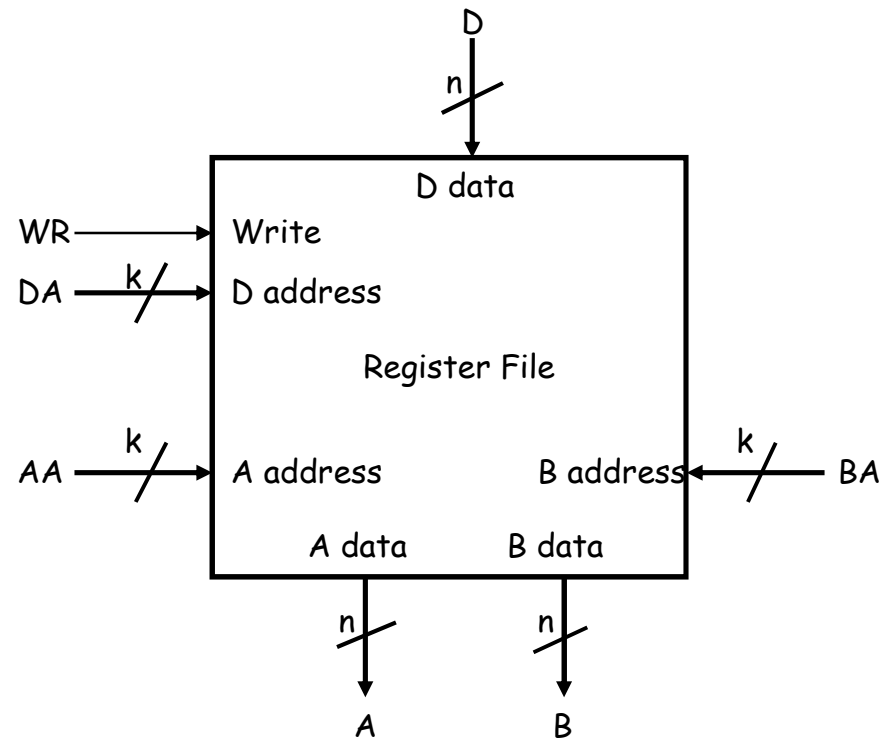 D
n
D data
WR
Write
DA
k
D address
Register File
AA
k
A address
B address
k
BA
A data
B data
n
n
A
B